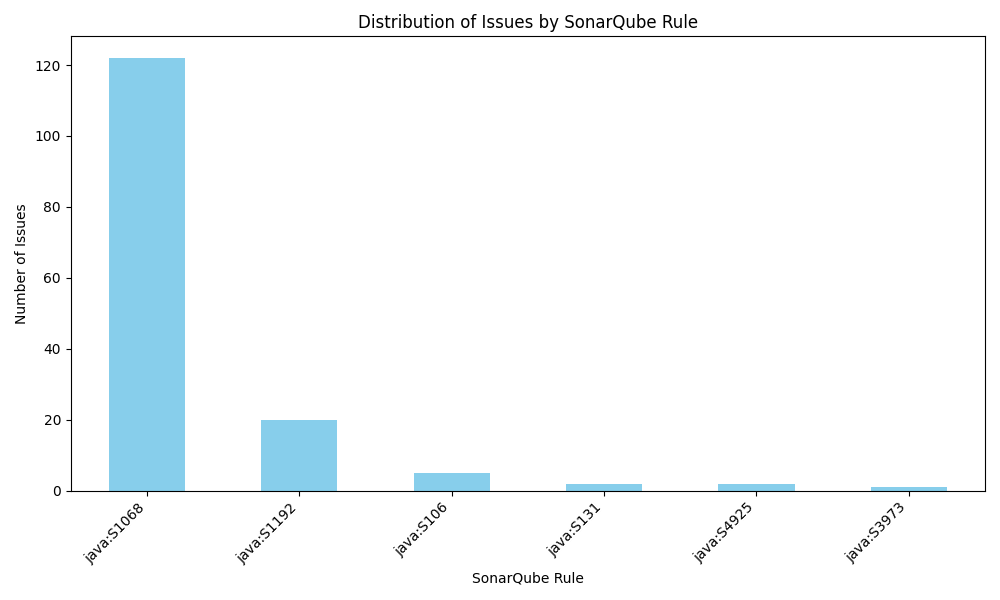 Distribution of Issues by SonarQube Rule
Number of Issues
120
100
80
60
40
20
0
java:S1068
java:S1192
java:S106
java:S131
java:S4925
java:S3973
SonarQube Rule